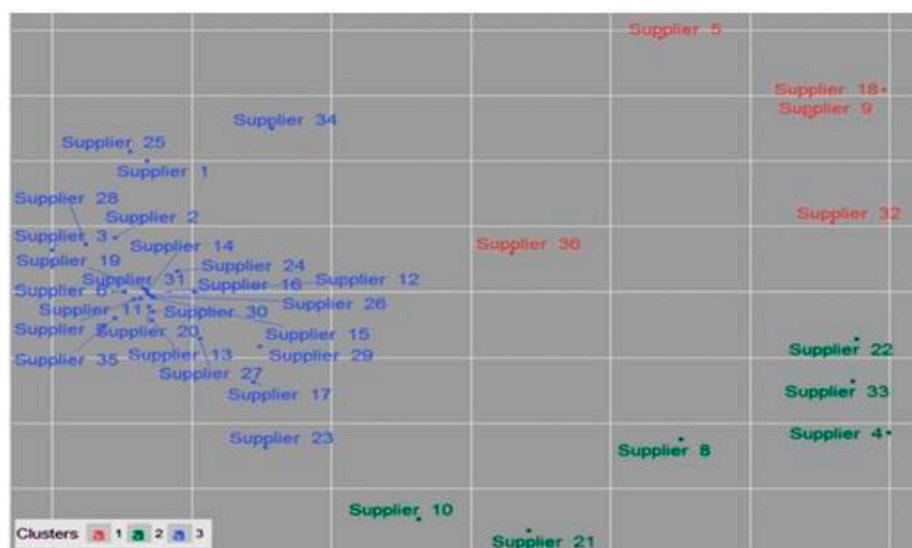 Supplier 5
Supplier 18
Supplier 9
Supplier 34
Supplier 25
Supplier 1
Supplier 28
Supplier 2
Supplier 32
Supplier 3
Supplier 14
Supplier 36
Supplier 19
Supplier 24
Supplier 31
Supplier 12
Supplier 16
Supplier 6
Supplier 26
Supplier 11
Supplier 30
Supplier
Supplier 20
Supplier 15
Supplier 22
Supplier 35
Supplier 13
Supplier 29
Supplier 27
Supplier 33
Supplier 17
Supplier 4
Supplier 23
Supplier 8
Supplier 10
Supplier 21
Clusters a 1 a 2 a 3